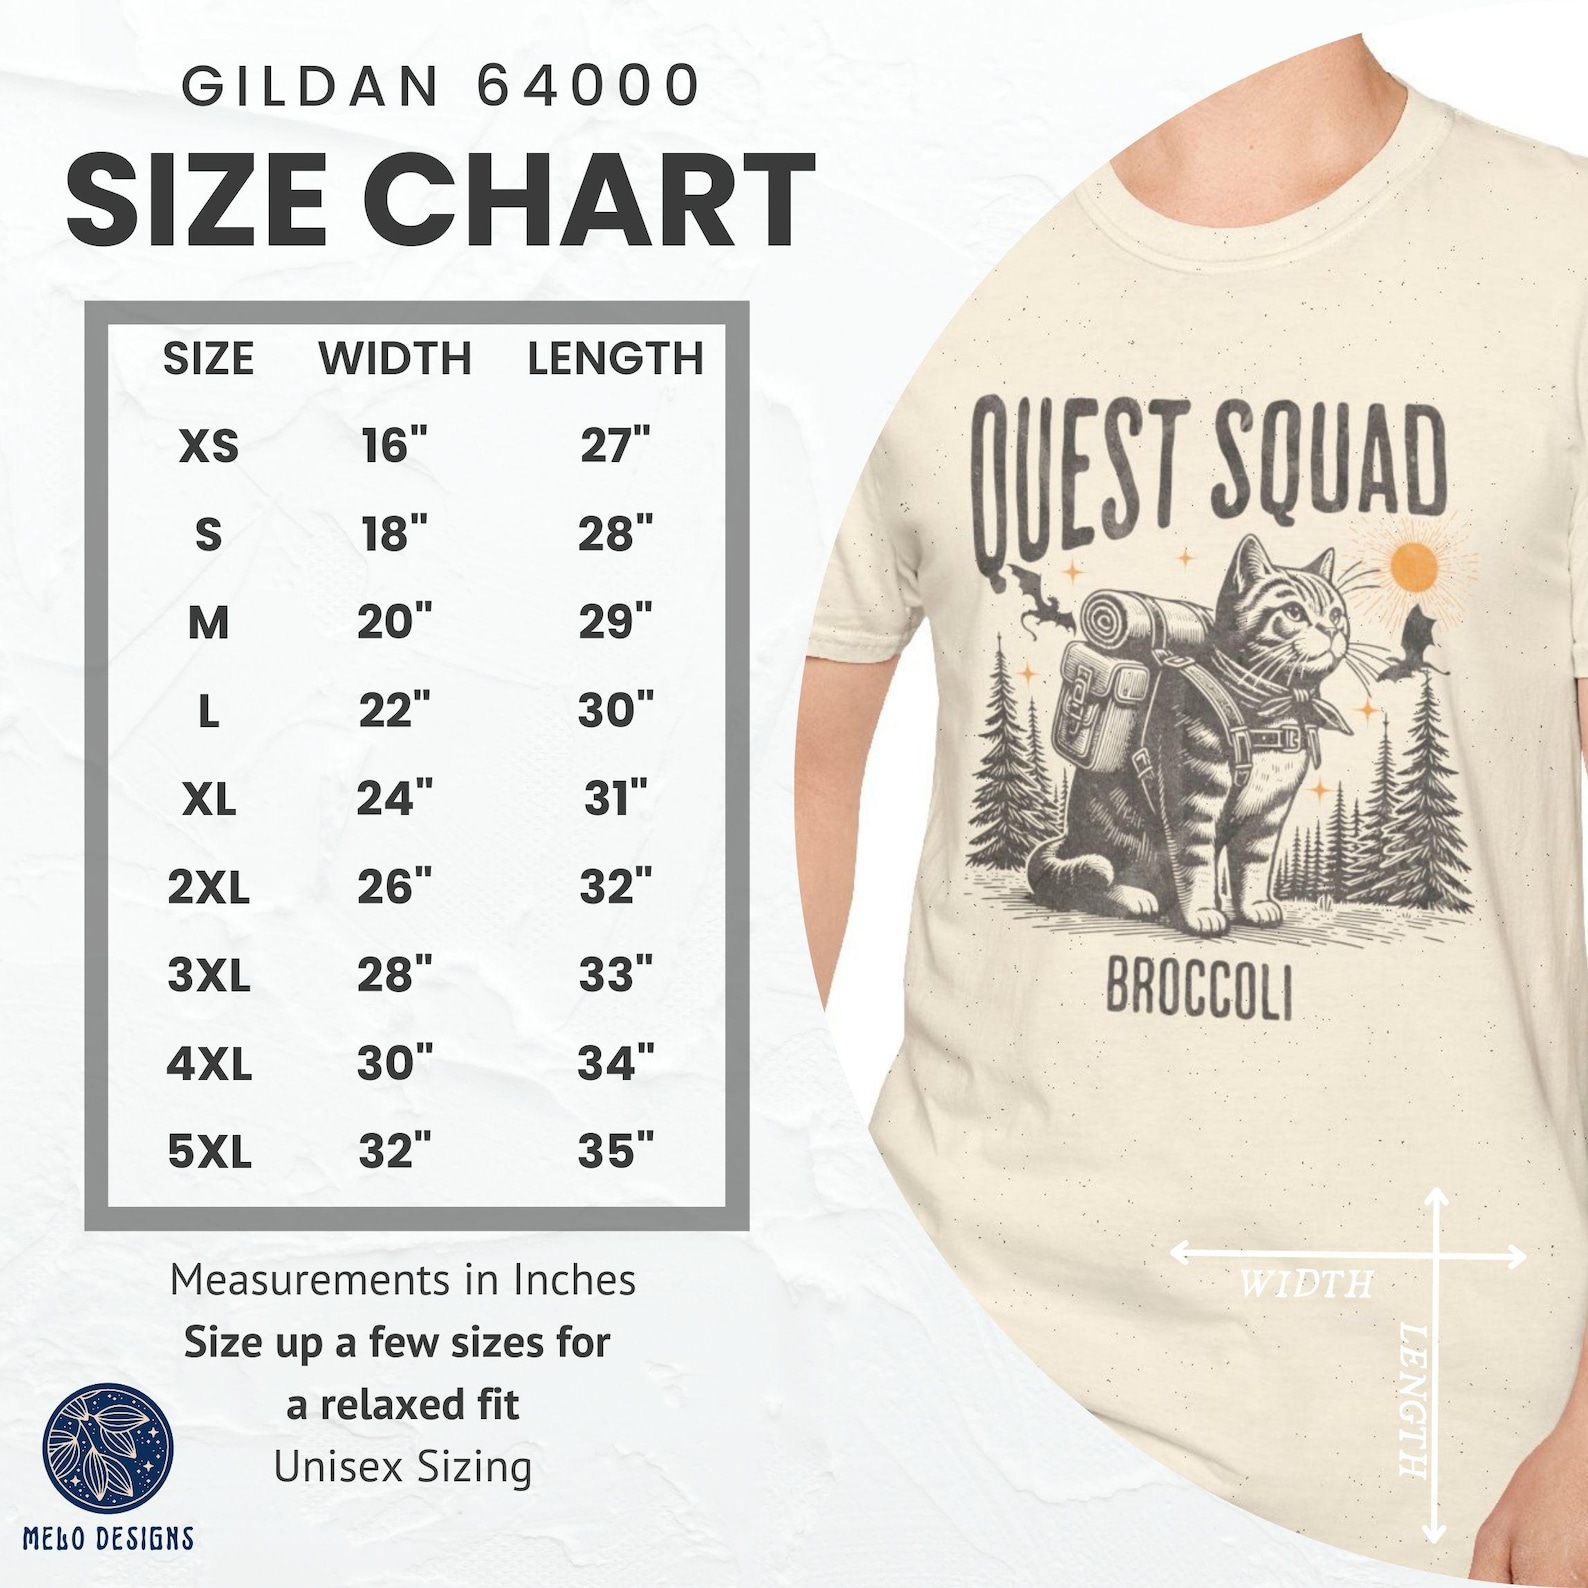 GILDAN 64000
SIZE CHART
SIZE WIDTH LENGTH
XS 16" 27"
S 18" 28"
M 20" 29"
L 22" 30"
XL 24" 31"
2XL 26" 32"
3XL 28" 33"
4XL 30" 34"
5XL 32" 35"
Measurements in Inches
Size up a few sizes for
a relaxed fit
Unisex Sizing
MELO DESIGNS
QUEST SQUAD
BROCCOLI
WIDTH
LENGTH